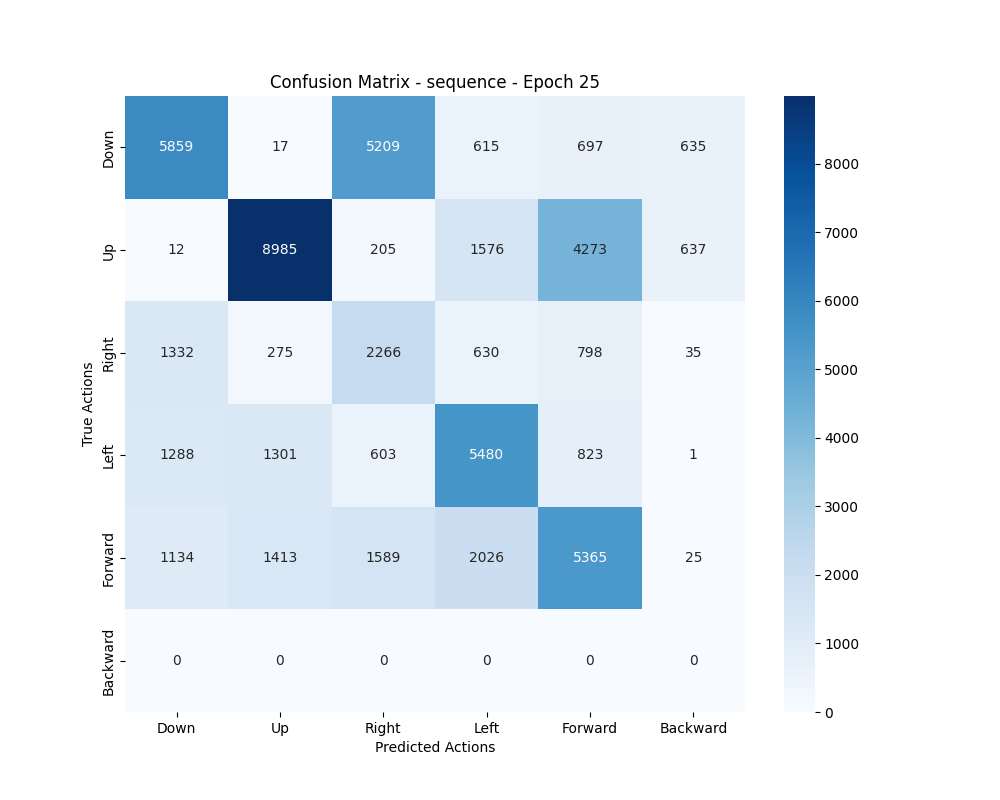 Confusion Matrix - sequence - Epoch 25
True Actions
Down 5859 17 5209 615 697 635
Up 12 8985 205 1576 4273 637
Right 1332 275 2266 630 798 35
Left 1288 1301 603 5480 823 1
Forward 1134 1413 1589 2026 5365 25
Backward 0 0 0 0 0 0
Down Up Right Left Forward Backward
Predicted Actions
8000
7000
6000
5000
4000
3000
2000
1000
0